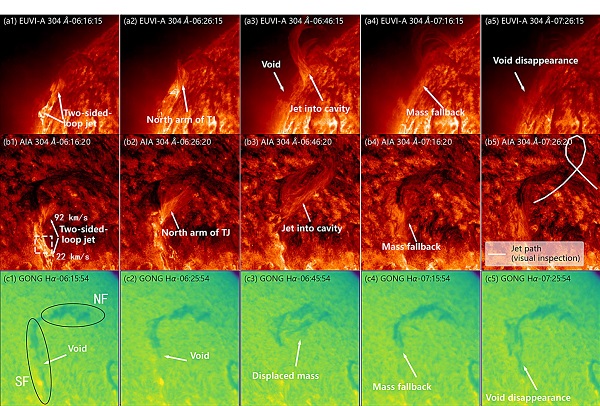 (a1) EUVI-A 304 Å-06:16:15
(a2) EUVI-A 304 Å-06:26:15
(a3) EUVI-A 304 Å-06:46:15
(a4) EUVI-A 304 Å-07:16:15
(a5) EUVI-A 304 Å-07:26:15
Two-sided-
loop jet
North arm of TJ
Void
Jet into cavity
Mass fallback
Void disappearance
(b1) AIA 304 Å-06:16:20
(b2) AIA 304 Å-06:26:20
(b3) AIA 304 Å-06:46:20
(b4) AIA 304 Å-07:16:20
(b5) AIA 304 Å-07:26:20
92 km/s
Two-sided-
loop jet
22 km/s
North arm of TJ
Jet into cavity
Mass fallback
Jet path
(visual inspection)
(c1) GONG Hα-06:15:54
(c2) GONG Hα-06:25:54
(c3) GONG Hα-06:45:54
(c4) GONG Hα-07:15:54
(c5) GONG Hα-07:25:54
NF
Void
SF
Void
Displaced mass
Mass fallback
Void disappearance